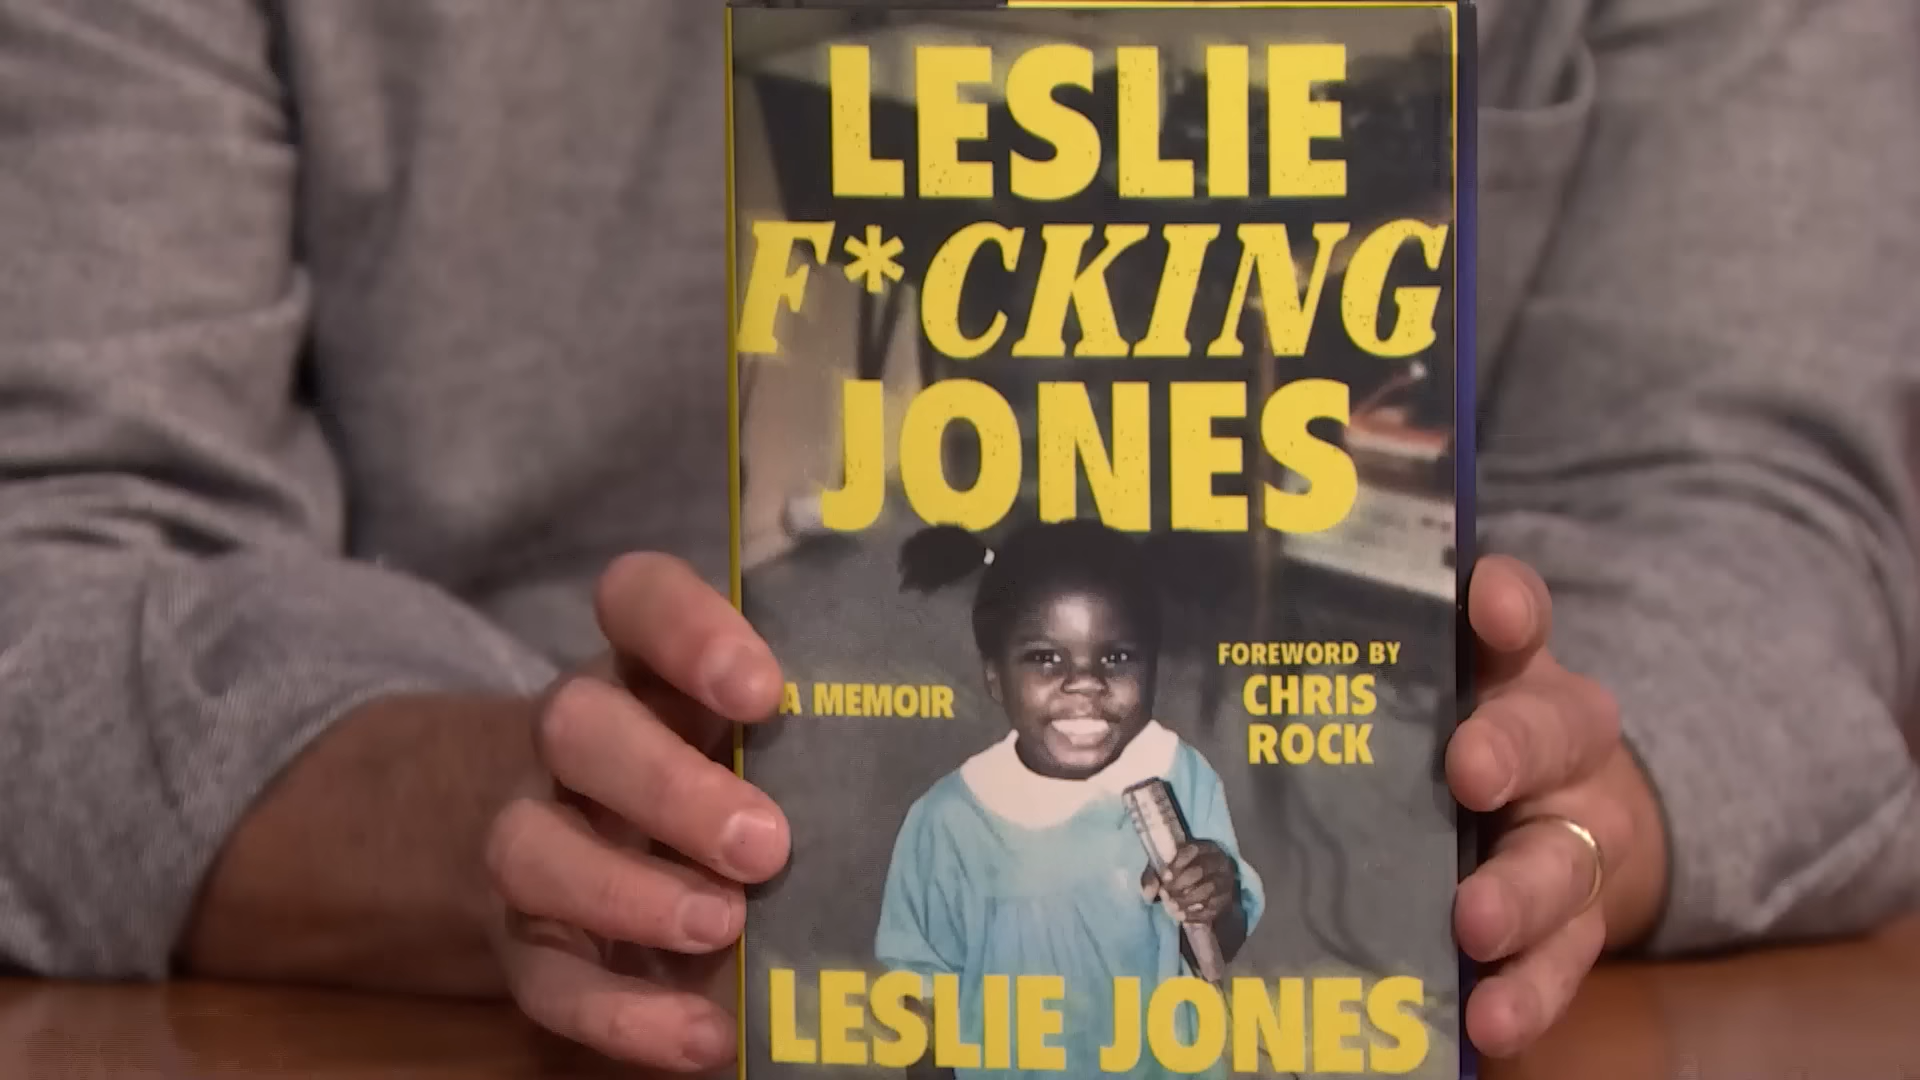 LESLIE
F*CKING
JONES
A MEMOIR
FOREWORD BY
CHRIS
ROCK
LESLIE JONES